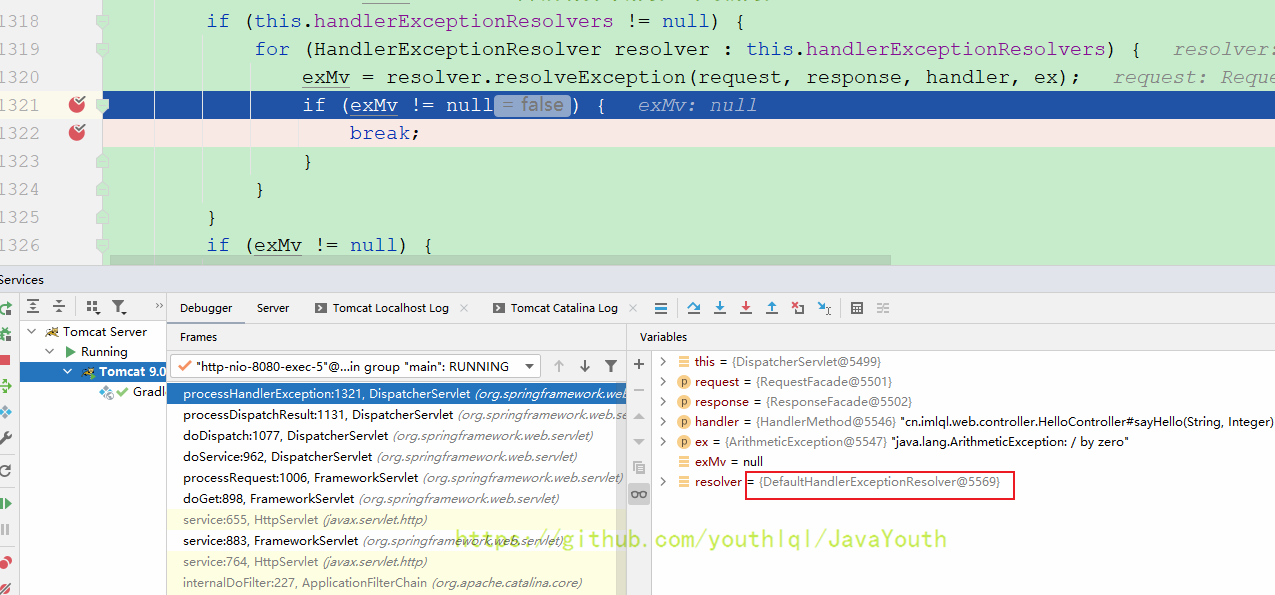 1318 if (this.handlerExceptionResolvers != null) {
1319 for (HandlerExceptionResolver resolver : this.handlerExceptionResolvers) { resolver:
1320 exMv = resolver.resolveException(request, response, handler, ex); request: Reque
1321 if (exMv != null = false ) { exMv: null
1322 break;
1323 }
1324 }
1325 }
1326 if (exMv != null) {
Services
Debugger Server Tomcat Localhost Log Tomcat Catalina Log
Tomcat Server
Running
Tomcat 9.0
Gradl
Frames
"http-nio-8080-exec-5"@...in group "main": RUNNING
processHandlerException:1321, DispatcherServlet (org.springframework.web.
processDispatchResult:1131, DispatcherServlet (org.springframework.web.se
doDispatch:1077, DispatcherServlet (org.springframework.web.servlet)
doService:962, DispatcherServlet (org.springframework.web.servlet)
processRequest:1006, FrameworkServlet (org.springframework.web.servlet)
doGet:898, FrameworkServlet (org.springframework.web.servlet)
service:655, HttpServlet (javax.servlet.http)
service:883, FrameworkServlet (org.springframework.web.servlet)
service:764, HttpServlet (javax.servlet.http)
internalDoFilter:227, ApplicationFilterChain (org.apache.catalina.core)
Variables
this = {DispatcherServlet@5499}
request = {RequestFacade@5501}
response = {ResponseFacade@5502}
handler = {HandlerMethod@5546} "cn.imlql.web.controller.HelloController#sayHello(String, Integer)
ex = {ArithmeticException@5547} "java.lang.ArithmeticException: / by zero"
exMv = null
resolver = {DefaultHandlerExceptionResolver@5569}
https://github.com/youthlql/JavaYouth